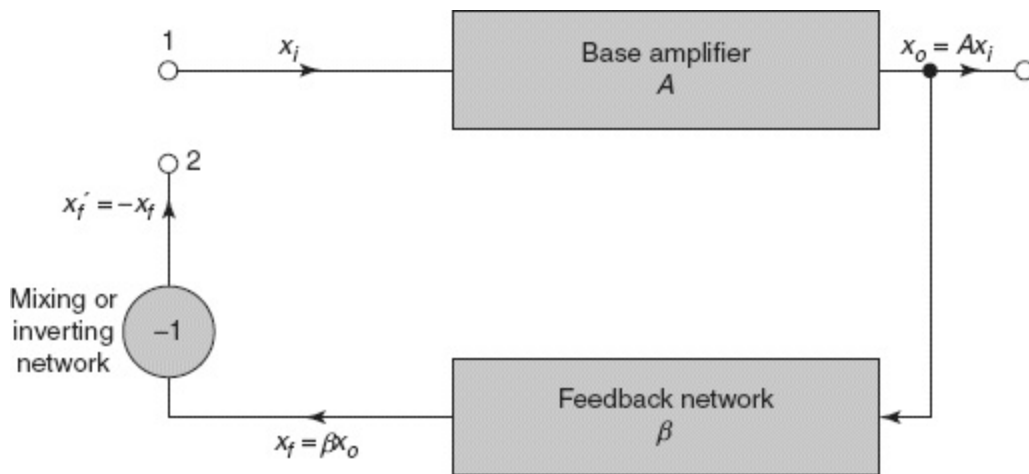 1
x_i
Base amplifier
A
x_o = Ax_i
2
x_f′ = −x_f
Mixing or
inverting
network
−1
Feedback network
β
x_f = βx_o